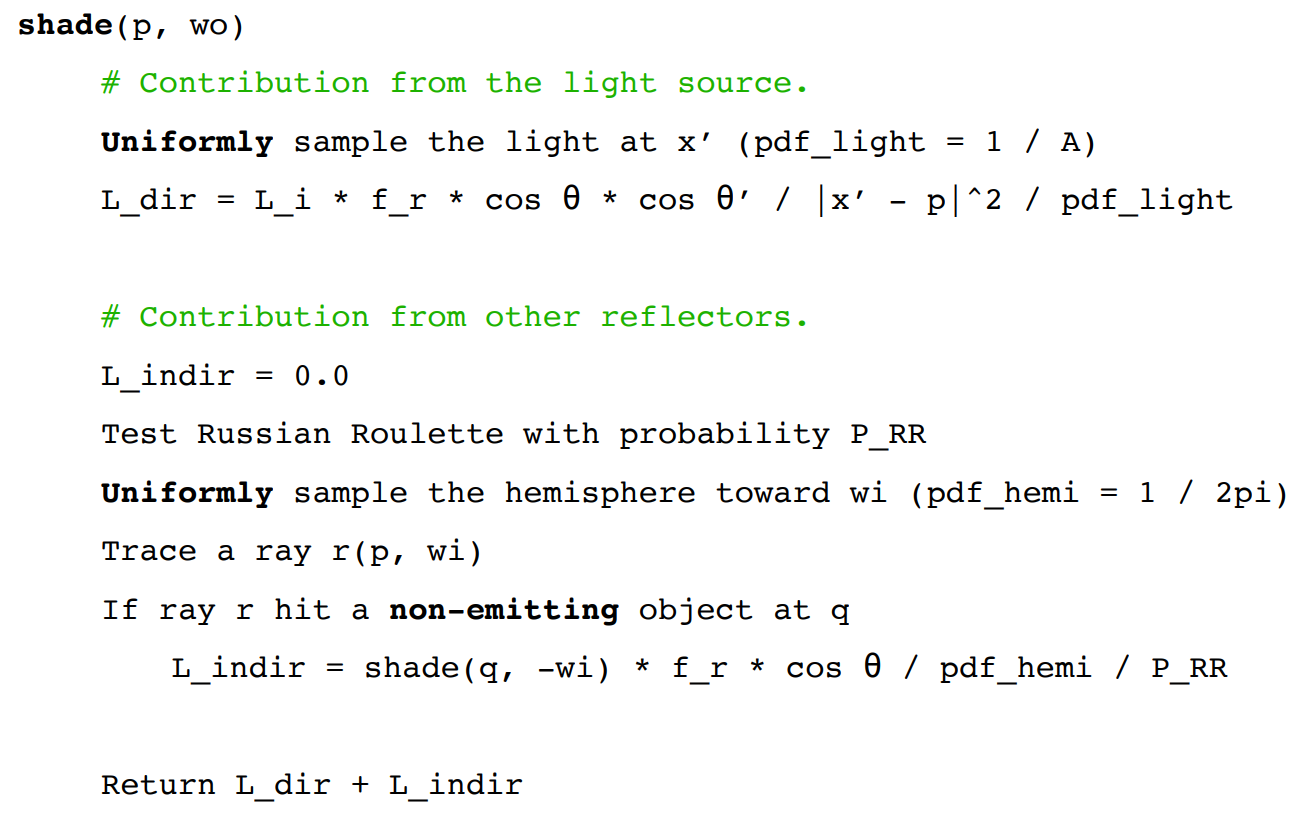 shade(p, wo)
# Contribution from the light source.
Uniformly sample the light at x′ (pdf_light = 1 / A)
L_dir = L_i * f_r * cos θ * cos θ′ / |x′ - p|^2 / pdf_light
# Contribution from other reflectors.
L_indir = 0.0
Test Russian Roulette with probability P_RR
Uniformly sample the hemisphere toward wi (pdf_hemi = 1 / 2pi)
Trace a ray r(p, wi)
If ray r hit a non-emitting object at q
L_indir = shade(q, -wi) * f_r * cos θ / pdf_hemi / P_RR
Return L_dir + L_indir